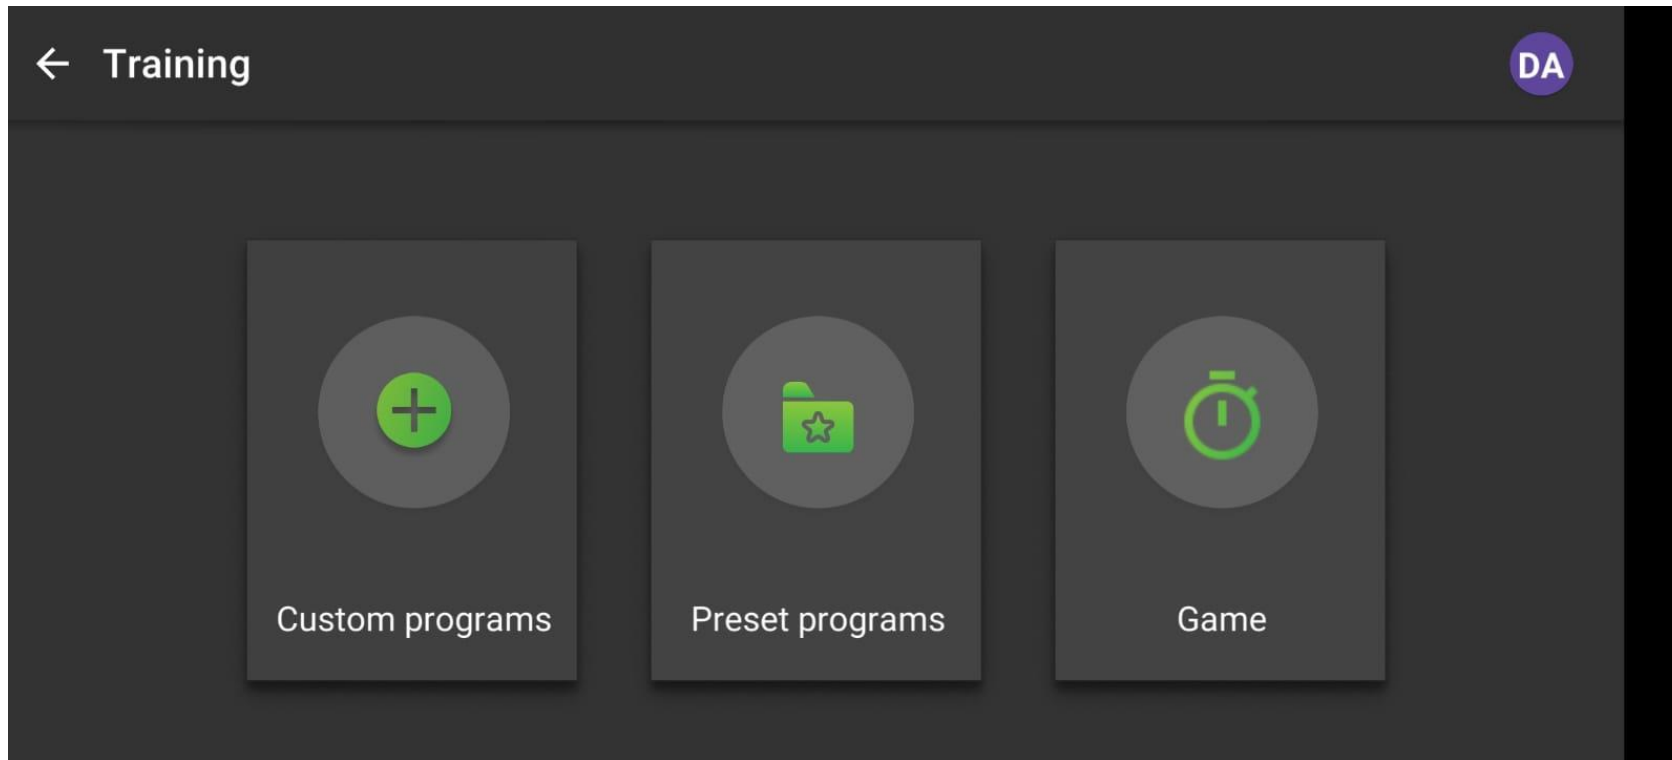 Training
DA
Custom programs
Preset programs
Game